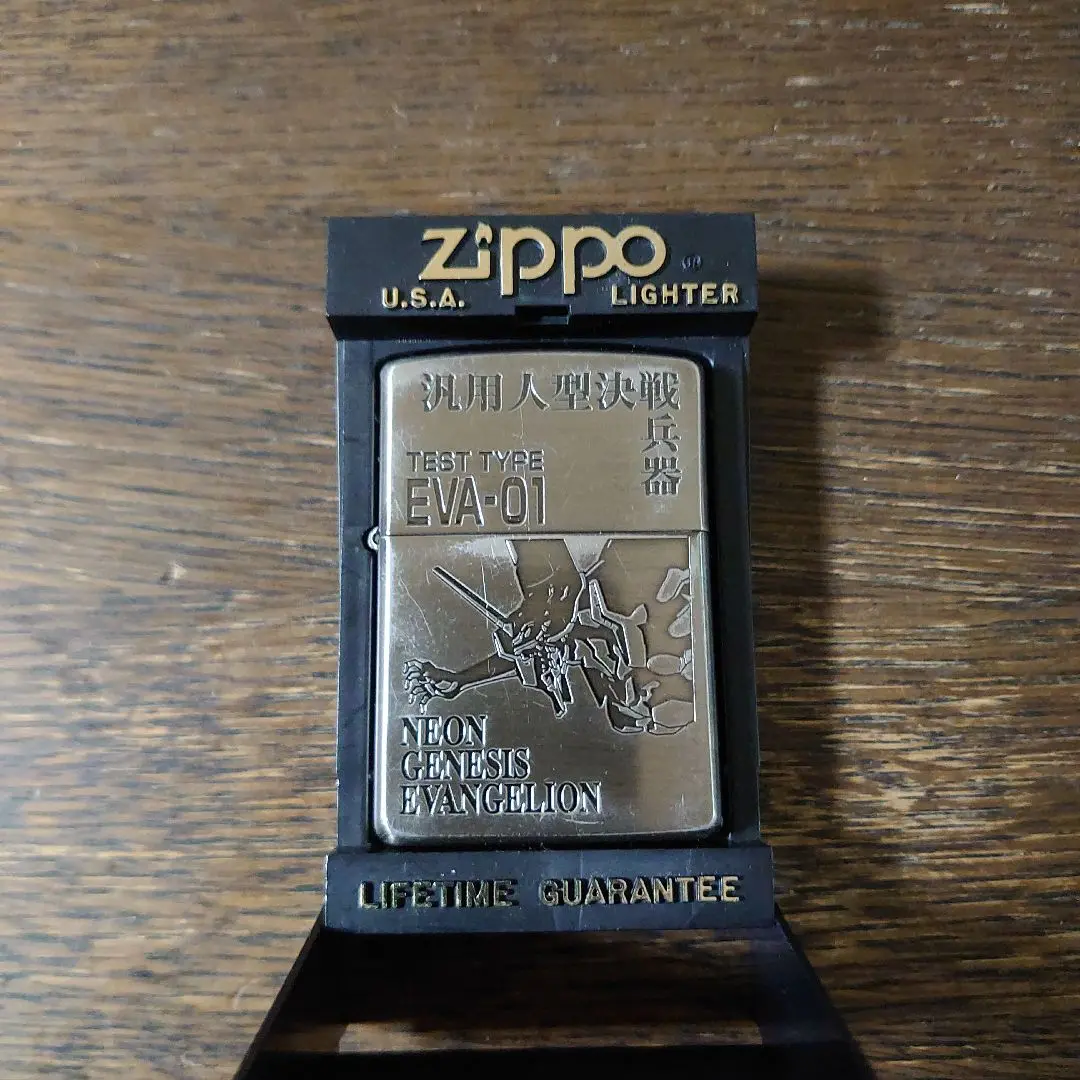 Zippo
U.S.A. LIGHTER
汎用人型決戦
兵器
TEST TYPE
EVA-01
NEON
GENESIS
EVANGELION
LIFETIME GUARANTEE